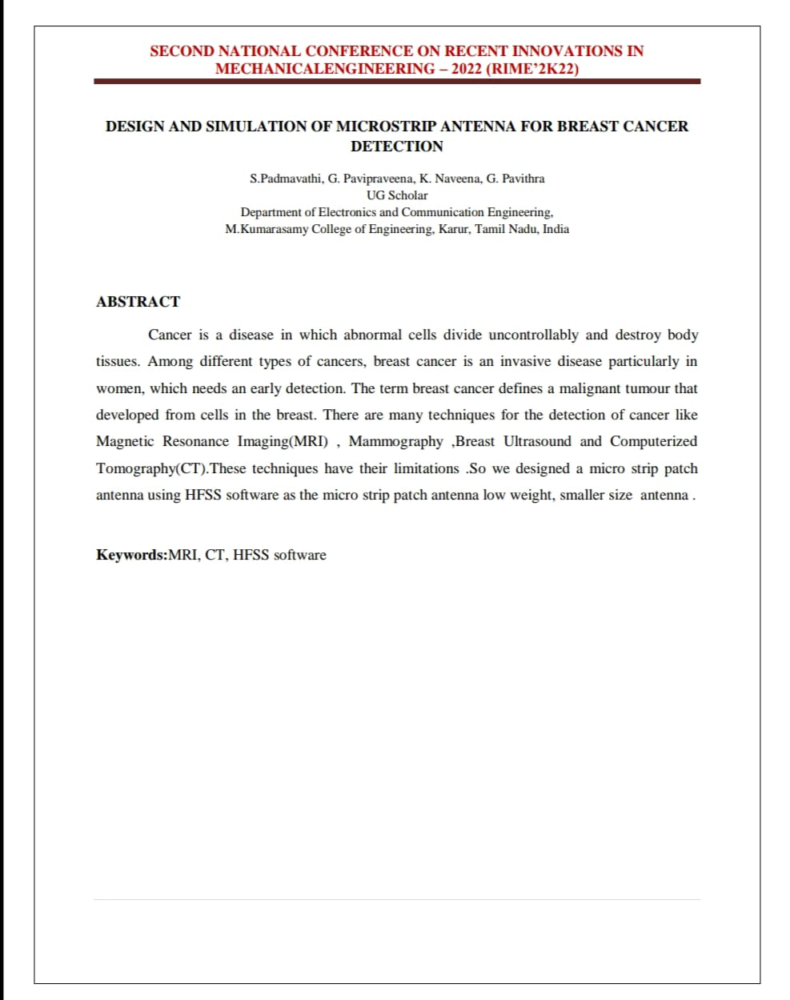 SECOND NATIONAL CONFERENCE ON RECENT INNOVATIONS IN
MECHANICALENGINEERING – 2022 (RIME’2K22)
DESIGN AND SIMULATION OF MICROSTRIP ANTENNA FOR BREAST CANCER
DETECTION
S.Padmavathi, G. Pavipraveena, K. Naveena, G. Pavithra
UG Scholar
Department of Electronics and Communication Engineering,
M.Kumarasamy College of Engineering, Karur, Tamil Nadu, India
ABSTRACT
Cancer is a disease in which abnormal cells divide uncontrollably and destroy body
tissues. Among different types of cancers, breast cancer is an invasive disease particularly in
women, which needs an early detection. The term breast cancer defines a malignant tumour that
developed from cells in the breast. There are many techniques for the detection of cancer like
Magnetic Resonance Imaging(MRI) , Mammography ,Breast Ultrasound and Computerized
Tomography(CT).These techniques have their limitations .So we designed a micro strip patch
antenna using HFSS software as the micro strip patch antenna low weight, smaller size antenna .
Keywords:MRI, CT, HFSS software